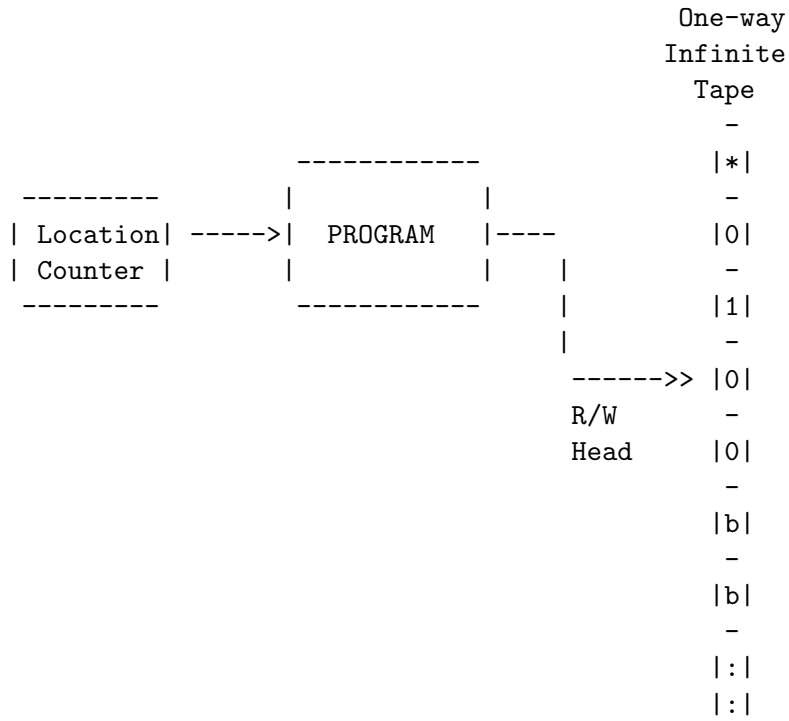 One-way
Infinite
Tape
-
------------ |*|
--------- | | -
| Location| ----->| PROGRAM |---- |0|
| Counter | | | | -
--------- ------------ | |1|
| -
------>> |0|
R/W -
Head |0|
-
|b|
-
|b|
-
|:|
|:|